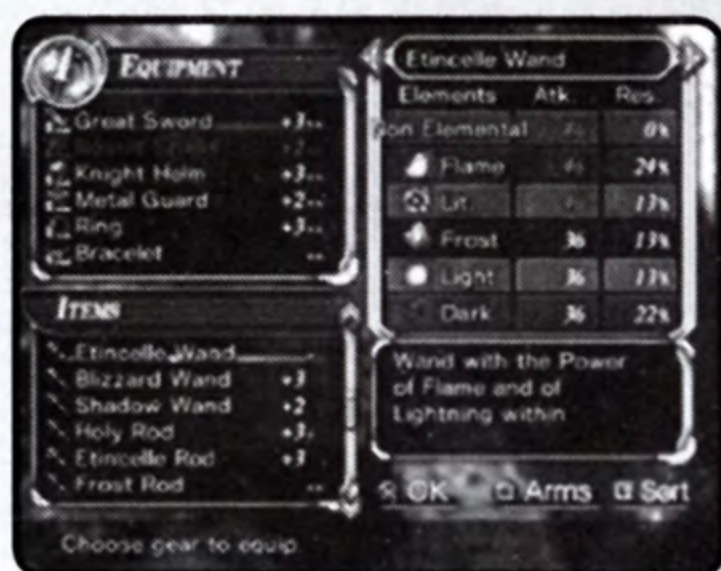 EQUIPMENT
Great Sword +3
+2
Knight Helm +3
Metal Guard +2
Ring +3
Bracelet
ITEMS
Etincelle Wand
Blizzard Wand +3
Shadow Wand +2
Holy Rod +3
Etincelle Rod +3
Frost Rod
Choose gear to equip
Etincelle Wand
Elements Atk. Res.
Non Elemental 0%
Flame 24%
Lit. 13%
Frost 36 19%
Light 36 13%
Dark 36 22%
Wand with the Power
of Flame and of
Lightning within
OK Arms Sort